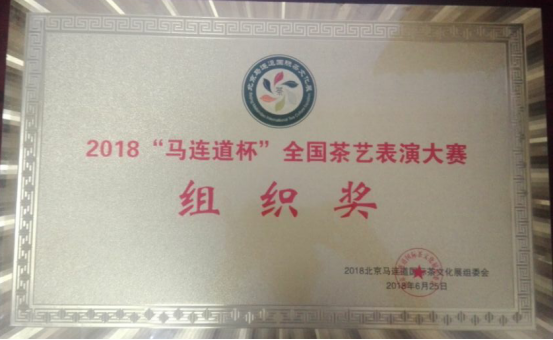 2018“马连道杯”全国茶艺表演大赛
组织奖
2018北京马连道国际茶文化展组委会
2018年6月25日